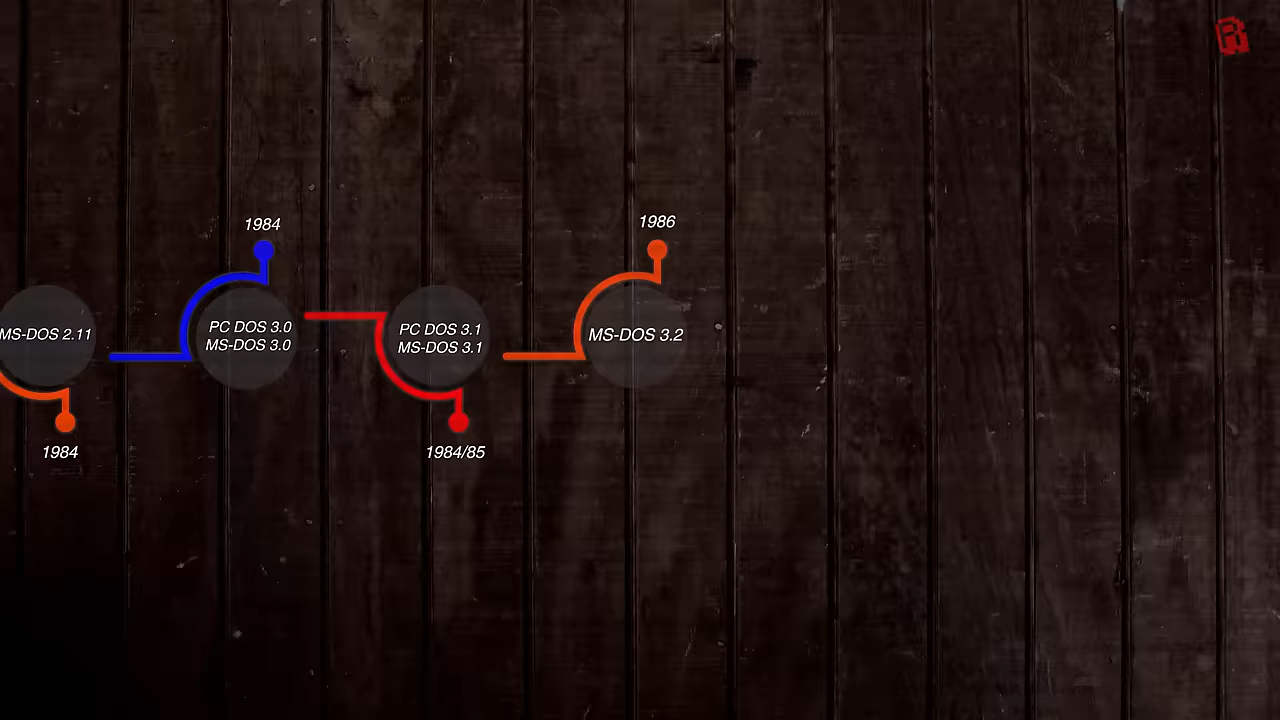 1984
1986
MS-DOS 2.11
PC DOS 3.0
MS-DOS 3.0
PC DOS 3.1
MS-DOS 3.1
MS-DOS 3.2
1984
1984/85
R